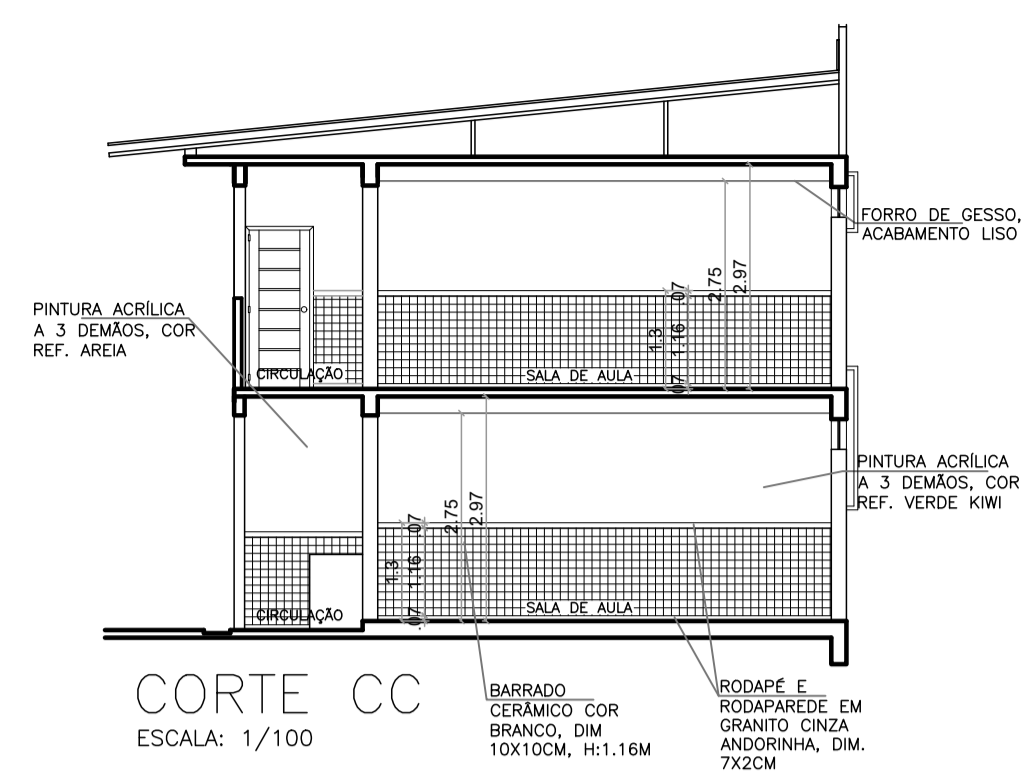 FORRO DE GESSO,
ACABAMENTO LISO
PINTURA ACRÍLICA
A 3 DEMÃOS, COR
REF. AREIA
2.75
2.97
.07
1.3
1.16
.07
CIRCULAÇÃO
SALA DE AULA
PINTURA ACRÍLICA
A 3 DEMÃOS, COR
REF. VERDE KIWI
2.75
2.97
.07
1.3
1.16
.07
CIRCULAÇÃO
SALA DE AULA
CORTE CC
ESCALA: 1/100
BARRADO
CERÂMICO COR
BRANCO, DIM
10X10CM, H:1.16M
RODAPÉ E
RODAPAREDE EM
GRANITO CINZA
ANDORINHA, DIM.
7X2CM